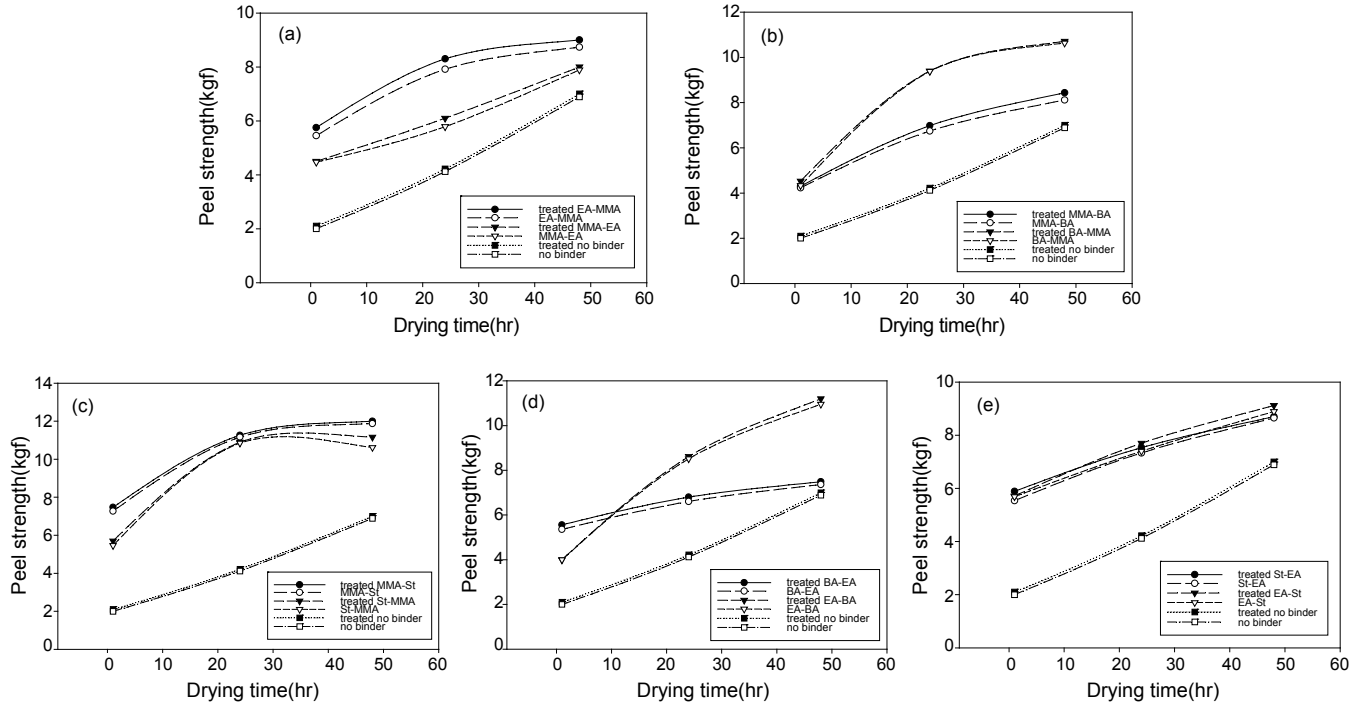 (a)
Peel strength(kgf)
10
8
6
4
2
0
treated EA-MMA
EA-MMA
treated MMA-EA
MMA-EA
treated no binder
no binder
0 10 20 30 40 50 60
Drying time(hr)
(b)
Peel strength(kgf)
12
10
8
6
4
2
0
treated MMA-BA
MMA-BA
treated BA-MMA
BA-MMA
treated no binder
no binder
0 10 20 30 40 50 60
Drying time(hr)
(c)
Peel strength(kgf)
14
12
10
8
6
4
2
0
treated MMA-St
MMA-St
treated St-MMA
St-MMA
treated no binder
no binder
0 10 20 30 40 50 60
Drying time(hr)
(d)
Peel strength(kgf)
12
10
8
6
4
2
0
treated BA-EA
BA-EA
treated EA-BA
EA-BA
treated no binder
no binder
0 10 20 30 40 50 60
Drying time(hr)
(e)
Peel strength(kgf)
10
8
6
4
2
0
treated St-EA
St-EA
treated EA-St
EA-St
treated no binder
no binder
0 10 20 30 40 50 60
Drying time(hr)